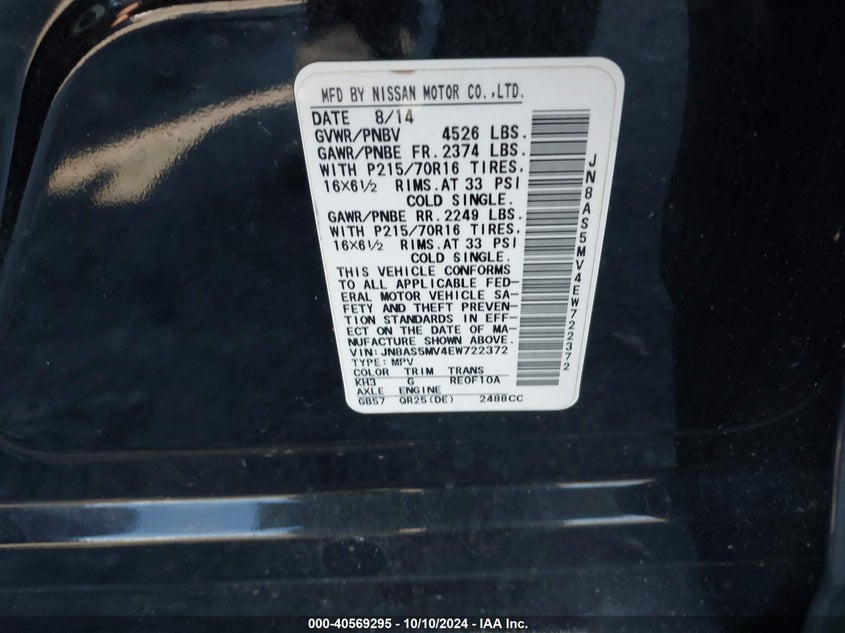 MFD BY NISSAN MOTOR CO.,LTD.
DATE 8/14
GVWR/PNBV 4526 LBS.
GAWR/PNBE FR.2374 LBS.
WITH P215/70R16 TIRES,
16X6½ RIMS.AT 33 PSI
COLD SINGLE.
GAWR/PNBE RR.2249 LBS.
WITH P215/70R16 TIRES,
16X6½ RIMS.AT 33 PSI
COLD SINGLE.
THIS VEHICLE CONFORMS
TO ALL APPLICABLE FED-
ERAL MOTOR VEHICLE SA-
FETY AND THEFT PREVEN-
TION STANDARDS IN EFF-
ECT ON THE DATE OF MA-
NUFACTURE SHOWN ABOVE.
VIN:JN8AS5MV4EW722372
TYPE:MPV
COLOR TRIM TRANS
KH3 G RE0F10A
AXLE ENGINE
GB57 QR25(DE) 2488CC
JN8AS5MV4EW722372
000-40569295 - 10/10/2024 - IAA Inc.